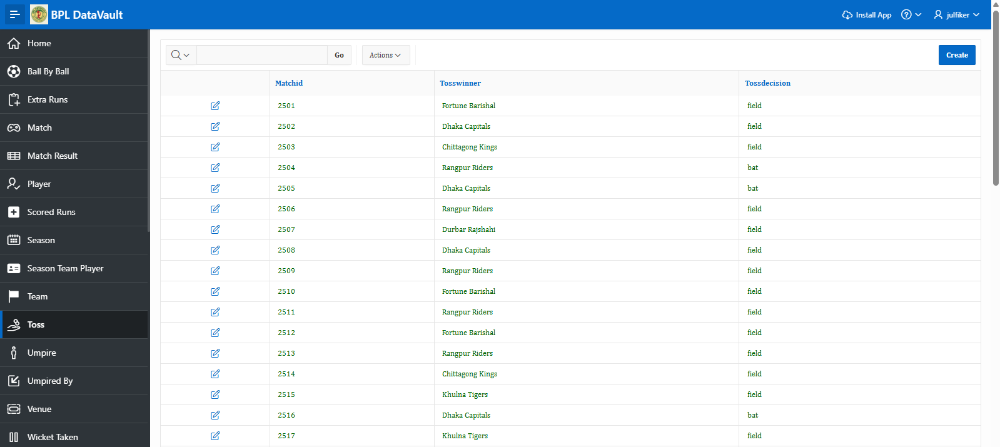 BPL DataVault
Install App
julfiker
Home
Ball By Ball
Extra Runs
Match
Match Result
Player
Scored Runs
Season
Season Team Player
Team
Toss
Umpire
Umpired By
Venue
Wicket Taken
Go Actions Create
Matchid Tosswinner Tossdecision
2501 Fortune Barishal field
2502 Dhaka Capitals field
2503 Chittagong Kings field
2504 Rangpur Riders bat
2505 Dhaka Capitals bat
2506 Rangpur Riders field
2507 Durbar Rajshahi field
2508 Dhaka Capitals field
2509 Rangpur Riders field
2510 Fortune Barishal field
2511 Rangpur Riders field
2512 Fortune Barishal field
2513 Rangpur Riders field
2514 Chittagong Kings field
2515 Khulna Tigers field
2516 Dhaka Capitals bat
2517 Khulna Tigers field